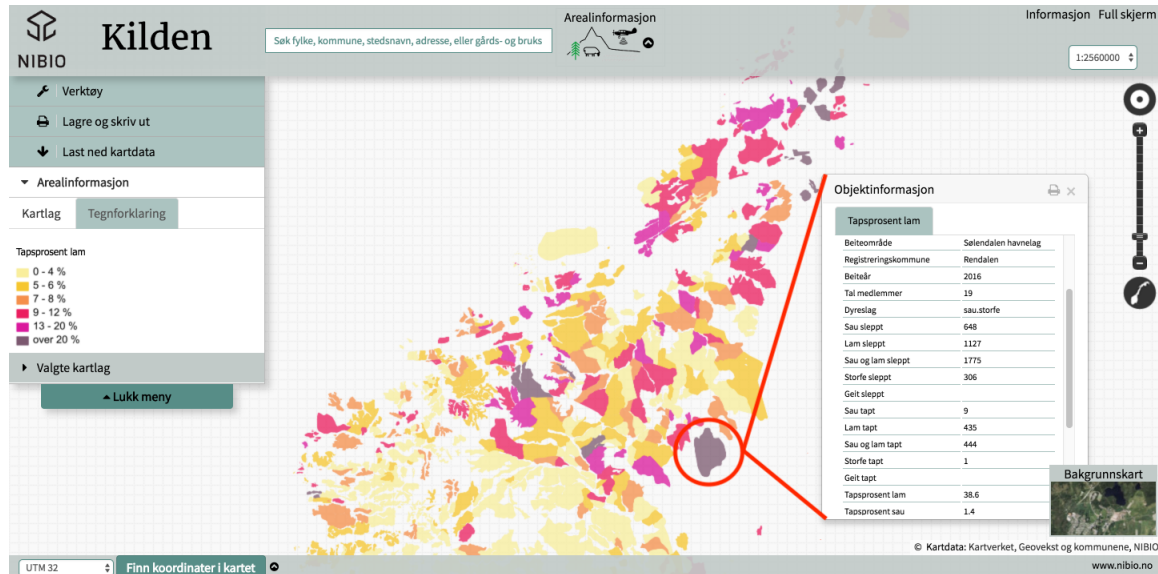 NIBIO
Kilden
Søk fylke, kommune, stedsnavn, adresse, eller gårds- og bruks
Arealinformasjon
Informasjon Full skjerm
1:2560000
Verktøy
Lagre og skriv ut
Last ned kartdata
Arealinformasjon
Kartlag Tegnforklaring
Tapsprosent lam
0 - 4 %
5 - 6 %
7 - 8 %
9 - 12 %
13 - 20 %
over 20 %
Valgte kartlag
Lukk meny
Objektinformasjon
Tapsprosent lam
Beiteområde Sølendalen havnelag
Registreringskommune Rendalen
Beiteår 2016
Tal medlemmer 19
Dyreslag sau.storfe
Sau sleppt 648
Lam sleppt 1127
Sau og lam sleppt 1775
Storfe sleppt 306
Geit sleppt
Sau tapt 9
Lam tapt 435
Sau og lam tapt 444
Storfe tapt 1
Geit tapt
Tapsprosent lam 38.6
Tapsprosent sau 1.4
Bakgrunnskart
© Kartdata: Kartverket, Geovekst og kommunene, NIBIO
UTM 32
Finn koordinater i kartet
www.nibio.no